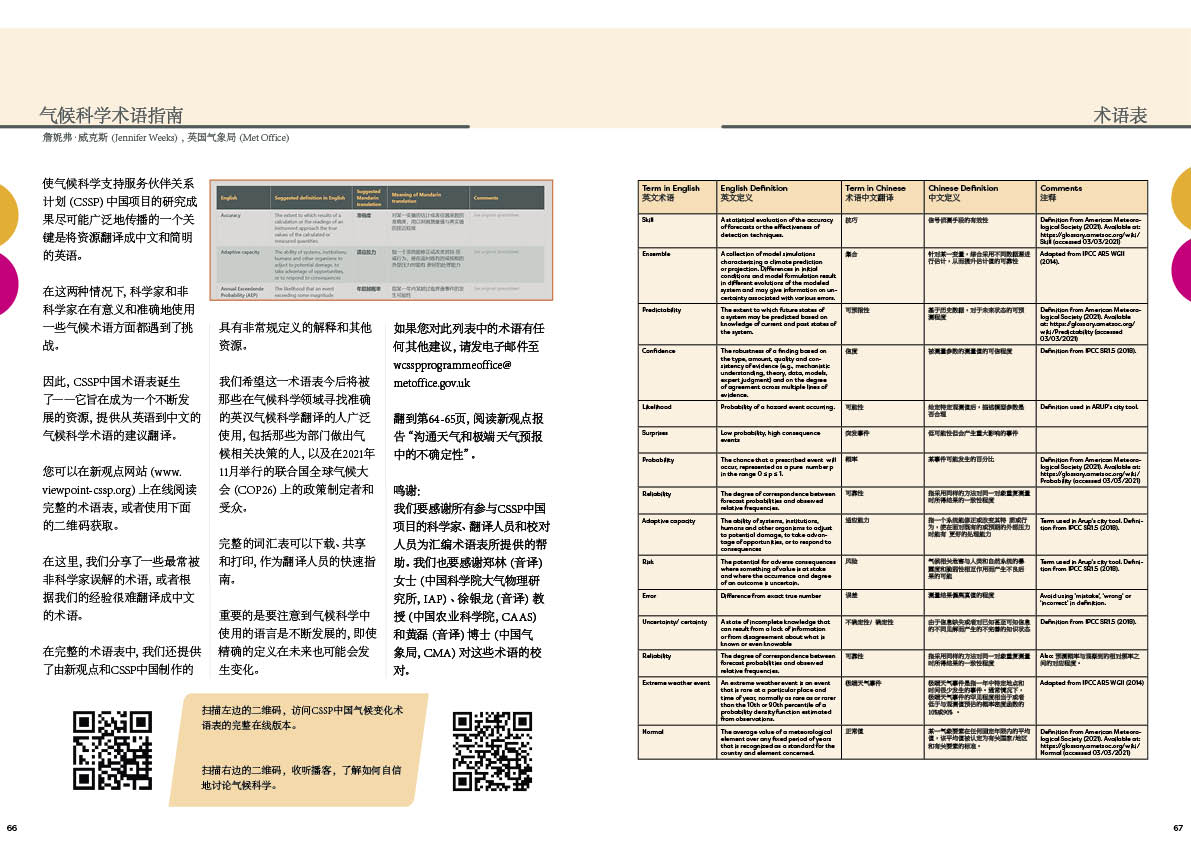 气候科学术语指南
詹妮弗·威克斯 (Jennifer Weeks) , 英国气象局 (Met Office)
使气候科学支持服务伙伴关系
计划 (CSSP) 中国项目的研究成
果尽可能广泛地传播的一个关
键是将资源翻译成中文和简明
的英语。
在这两种情况下, 科学家和非
科学家在有意义和准确地使用
一些气候术语方面都遇到了挑
战。
因此, CSSP中国术语表诞生
了——它旨在成为一个不断发
展的资源, 提供从英语到中文的
气候科学术语的建议翻译。
您可以在新观点网站 (www.
viewpoint-cssp.org) 上在线阅读
完整的术语表, 或者使用下面
的二维码获取。
在这里, 我们分享了一些最常被
非科学家误解的术语, 或者根
据我们的经验很难翻译成中文
的术语。
在完整的术语表中, 我们还提供
了由新观点和CSSP中国制作的
English
Suggested definition in English
Suggested
Mandarin
translation
Meaning of Mandarin
translation
Comments
Accuracy
The extent to which results of a
calculation or the readings of an
instrument approach the true
values of the calculated or
measured quantities
准确度
Adaptive capacity
The ability of systems, institutions,
humans and other organisms to
adjust to potential damage, to
take advantage of opportunities,
or to respond to consequences
适应能力
Annual Exceedence
Probability (AEP)
The likelihood that an event
exceeding some magnitude
年超越概率
具有非常规定义的解释和其他
资源。
我们希望这一术语表今后将被
那些在气候科学领域寻找准确
的英汉气候科学翻译的人广泛
使用, 包括那些为部门做出气
候相关决策的人, 以及在2021年
11月举行的联合国全球气候大
会 (COP26) 上的政策制定者和
受众。
完整的词汇表可以下载、共享
和打印, 作为翻译人员的快速指
南。
重要的是要注意到气候科学中
使用的语言是不断发展的, 即使
精确的定义在未来也可能会发
生变化。
如果您对此列表中的术语有任
何其他建议, 请发电子邮件至
wcsspprogrammeoffice@
metoffice.gov.uk
翻到第64-65页, 阅读新观点报
告 “沟通天气和极端天气预报
中的不确定性” 。
鸣谢:
我们要感谢所有参与CSSP中国
项目的科学家、翻译人员和校对
人员为汇编术语表所提供的帮
助。我们也要感谢郑林 (音译)
女士 (中国科学院大气物理研
究所, IAP) 、徐银龙 (音译) 教
授 (中国农业科学院, CAAS)
和黄磊 (音译) 博士 (中国气
象局, CMA) 对这些术语的校
对。
扫描左边的二维码，访问CSSP中国气候变化术
语表的完整在线版本。
扫描右边的二维码，收听播客，了解如何自信
地讨论气候科学。
66
术语表
Term in English
英文术语
English Definition
英文定义
Term in Chinese
术语中文翻译
Chinese Definition
中文定义
Comments
注释
Skill
A statistical evaluation of the accuracy
of forecasts or the effectiveness of
detection techniques.
技巧
信号侦测手段的有效性
Definition from American Meteoro-
logical Society (2021). Available at:
https://glossary.ametsoc.org/wiki/
Skill (accessed 03/03/2021)
Ensemble
A collection of model simulations
characterizing a climate prediction
or projection. Differences in initial
conditions and model formulation result
in different evolutions of the modeled
system and may give information on un-
certainty associated with various errors.
集合
针对某一变量，综合采用不同数据源进
行估计，从而提升估计值的可靠性
Adapted from IPCC AR5 WGII
(2014).
Predictability
The extent to which future states of
a system may be predicted based on
knowledge of current and past states of
the system.
可预报性
基于历史数据，对于未来状态的可预
测程度
Definition from American Meteoro-
logical Society (2021). Available
at: https://glossary.ametsoc.org/
wiki/Predictability (accessed
03/03/2021)
Confidence
The robustness of a finding based on
the type, amount, quality and con-
sistency of evidence (e.g., mechanistic
understanding, theory, data, models,
expert judgment) and on the degree
of agreement across multiple lines of
evidence.
信度
被测量参数的测量值的可信程度
Definition from IPCC SR1.5 (2018).
Likelihood
Probability of a hazard event occurring.
可能性
给定特定观测值后，描述模型参数是
否合理
Definition used in ARUP's city tool.
Surprises
Low probability, high consequence
events
突发事件
低可能性但会产生重大影响的事件
Probability
The chance that a prescribed event will
occur, represented as a pure number p
in the range 0 ≤ p ≤ 1.
概率
某事件可能发生的百分比
Definition from American Meteoro-
logical Society (2021). Available at:
https://glossary.ametsoc.org/wiki/
Probability (accessed 03/03/2021)
Reliability
The degree of correspondence between
forecast probabilities and observed
relative frequencies.
可靠性
指采用同样的方法对同一对象重复测量
时所得结果的一致性程度
Adaptive capacity
The ability of systems, institutions,
humans and other organisms to adjust
to potential damage, to take advan-
tage of opportunities, or to respond to
consequences
适应能力
指一个系统能修正或改变其特 质或行
为，使在面对既有的或预期的外部压力
时能有 更好的处理能力
Term used in Arup's city tool. Defini-
tion from IPCC SR1.5 (2018).
Risk
The potential for adverse consequences
where something of value is at stake
and where the occurrence and degree
of an outcome is uncertain.
风险
气候相关危害与人类和自然系统的暴
露度和脆弱性相互作用而产生不良后
果的可能
Term used in Arup's city tool. Defini-
tion from IPCC SR1.5 (2018).
Error
Difference from exact true number
误差
测量结果偏离真值的程度
Avoid using 'mistake', 'wrong' or
'incorrect' in definition.
Uncertainty/ certainty
A state of incomplete knowledge that
can result from a lack of information
or from disagreement about what is
known or even knowable
不确定性/ 确定性
由于信息缺失或者对已知甚至可知信息
的不同见解而产生的不完善的知识状态
Definition from IPCC SR1.5 (2018).
Reliability
The degree of correspondence between
forecast probabilities and observed
relative frequencies.
可靠性
指采用同样的方法对同一对象重复测量
时所得结果的一致性程度
Also: 预测概率与观察到的相对频率之
间的对应程度。
Extreme weather event
An extreme weather event is an event
that is rare at a particular place and
time of year, normally as rare as or rarer
than the 10th or 90th percentile of a
probability density function estimated
from observations.
极端天气事件
极端天气事件是指一年中特定地点和
时间很少发生的事件。通常情况下，
极端天气事件的罕见程度相当于或者
低于与观测值预估的概率密度函数的
10%或90% 。
Adapted from IPCC AR5 WGII (2014)
Normal
The average value of a meteorological
element over any fixed period of years
that is recognized as a standard for the
country and element concerned.
正常值
某一气象要素在任何固定年限内的平均
值，该平均值被认定为有关国家/地区
和有关要素的标准。
Definition from American Meteoro-
logical Society (2021). Available at:
https://glossary.ametsoc.org/wiki/
Normal (accessed 03/03/2021)
67